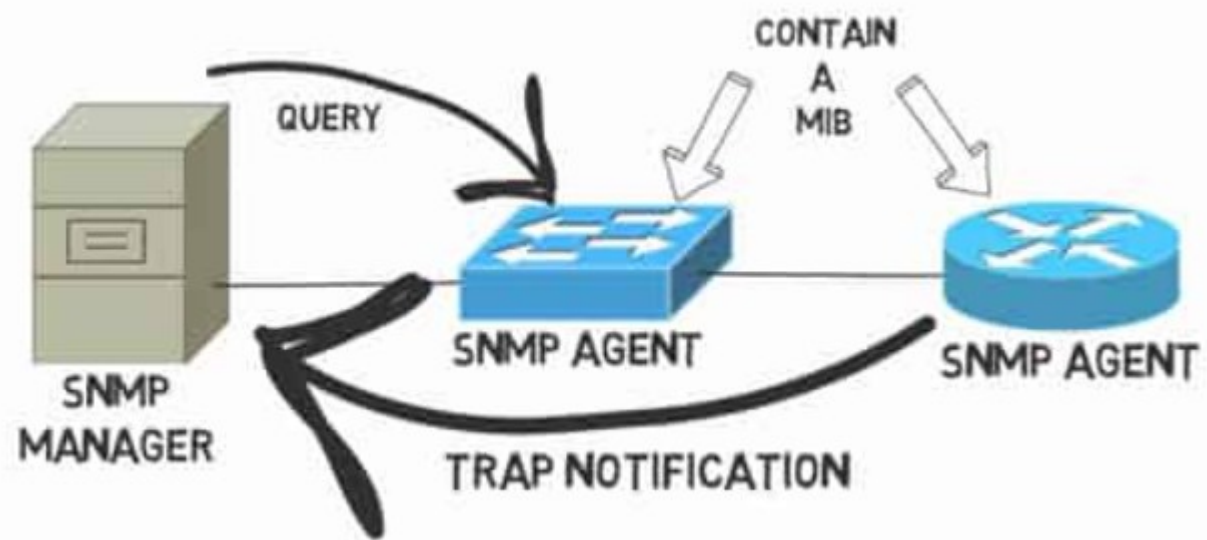 CONTAIN
A
MIB
QUERY
SNMP
MANAGER
SNMP AGENT
SNMP AGENT
TRAP NOTIFICATION